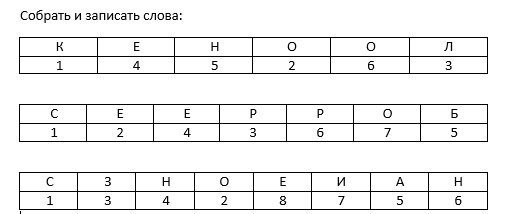 Собрать и записать слова:
К Е Н О О Л
1 4 5 2 6 3
С Е Е Р Р О Б
1 2 4 3 6 7 5
С З Н О Е И А Н
1 3 4 2 8 7 5 6